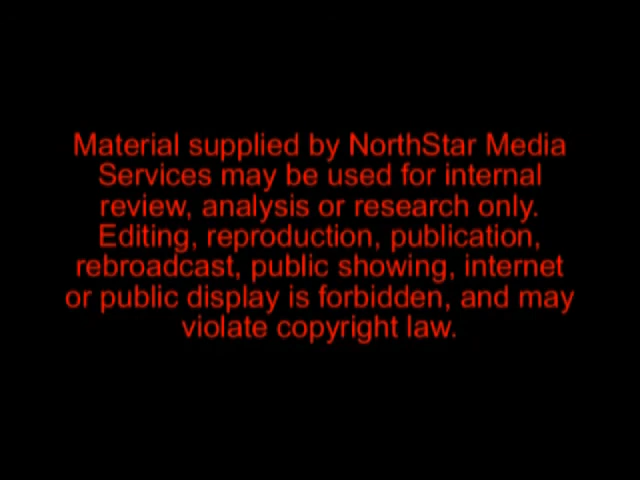 Material supplied by NorthStar Media
Services may be used for internal
review, analysis or research only.
Editing, reproduction, publication,
rebroadcast, public showing, internet
or public display is forbidden, and may
violate copyright law.